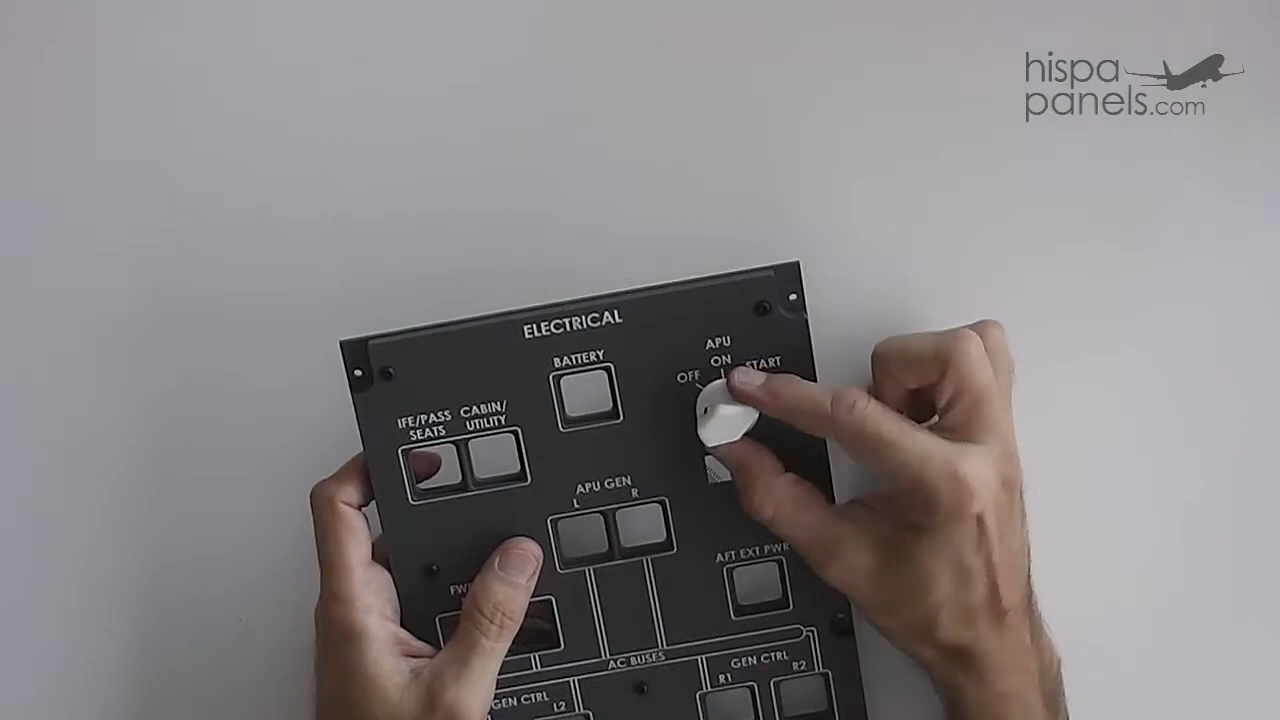 hispa
panels.com
ELECTRICAL
BATTERY
APU
OFF ON START
IFE/PASS
SEATS
CABIN/
UTILITY
APU GEN
L R
AFT EXT PWR
AC BUSES
GEN CTRL
L2
GEN CTRL
R1 R2